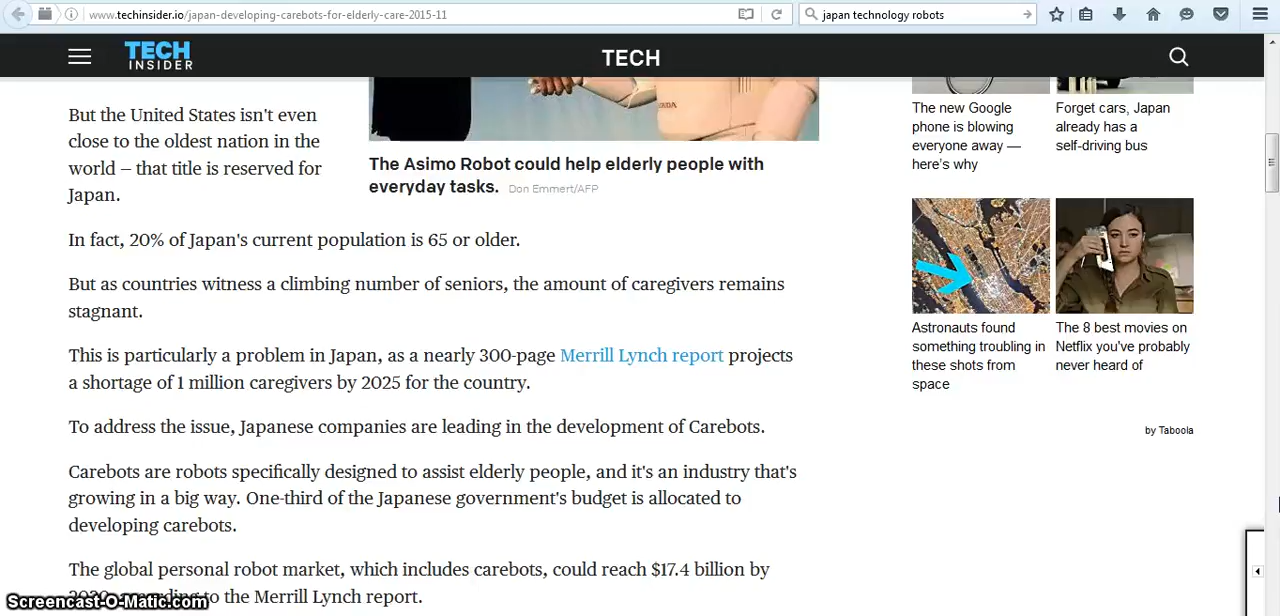 www.techinsider.io/japan-developing-carebots-for-elderly-care-2015-11
japan technology robots
TECH
INSIDER
TECH
But the United States isn't even
close to the oldest nation in the
world – that title is reserved for
Japan.
The Asimo Robot could help elderly people with
everyday tasks. Don Emmert/AFP
In fact, 20% of Japan's current population is 65 or older.
But as countries witness a climbing number of seniors, the amount of caregivers remains
stagnant.
This is particularly a problem in Japan, as a nearly 300-page Merrill Lynch report projects
a shortage of 1 million caregivers by 2025 for the country.
To address the issue, Japanese companies are leading in the development of Carebots.
Carebots are robots specifically designed to assist elderly people, and it's an industry that's
growing in a big way. One-third of the Japanese government's budget is allocated to
developing carebots.
The global personal robot market, which includes carebots, could reach $17.4 billion by
to the Merrill Lynch report.
Screencast-O-Matic.com
The new Google
phone is blowing
everyone away —
here's why
Forget cars, Japan
already has a
self-driving bus
Astronauts found
something troubling in
these shots from
space
The 8 best movies on
Netflix you've probably
never heard of
by Taboola